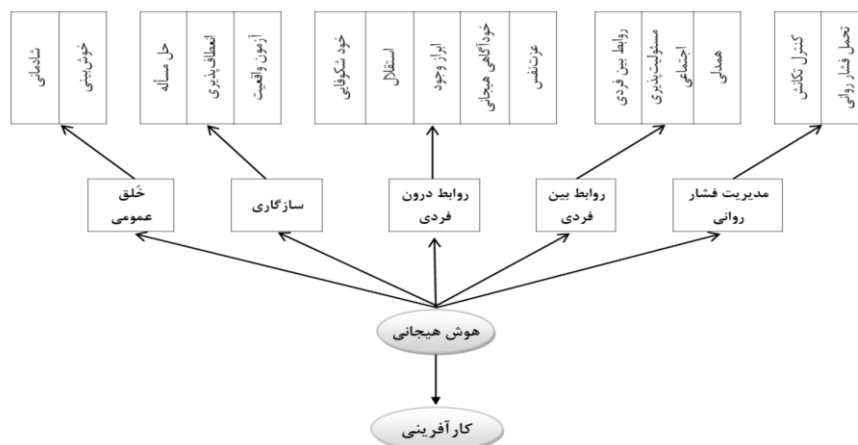 تحمل فشار روانی
کنترل تکانش
همدلی
مسئولیت‌پذیری
اجتماعی
روابط بین فردی
عزت‌نفس
خودآگاهی هیجانی
ابراز وجود
استقلال
خود شکوفایی
آزمون واقعیت
انعطاف‌پذیری
حل مسأله
خوش‌بینی
شادمانی
مدیریت فشار
روانی
روابط بین
فردی
روابط درون
فردی
سازگاری
خُلق
عمومی
هوش هیجانی
کارآفرینی